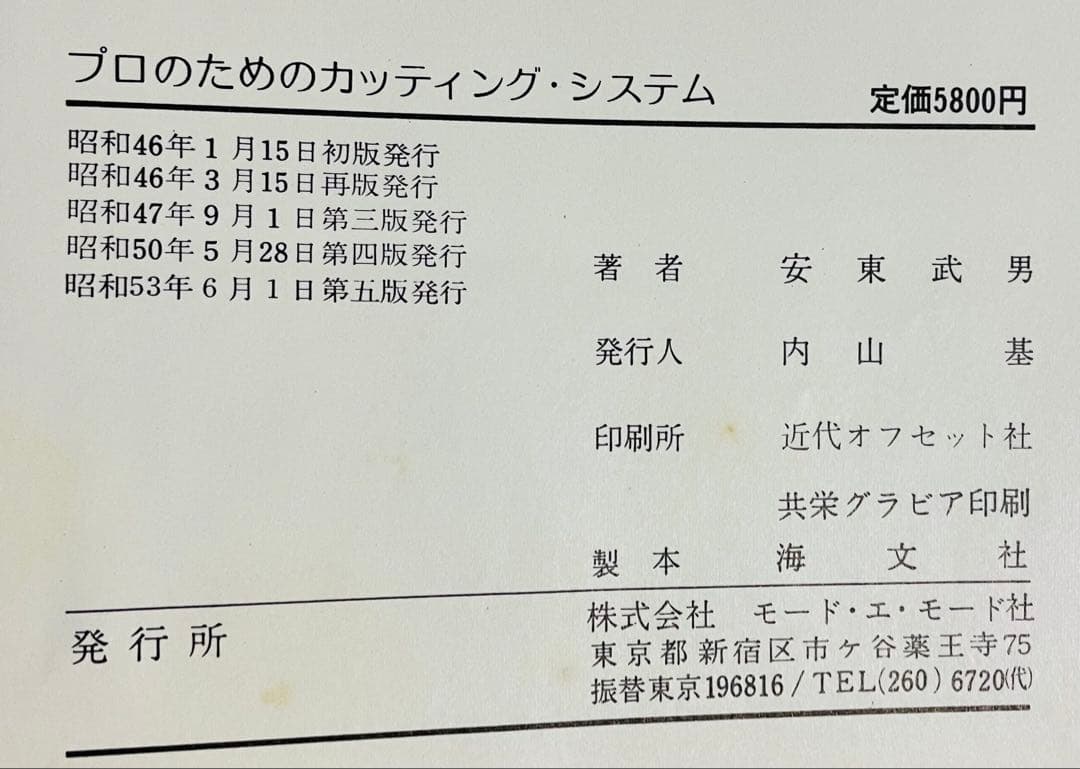 プロのためのカッティング・システム 定価5800円
昭和46年1月15日初版発行
昭和46年3月15日再版発行
昭和47年9月1日第三版発行
昭和50年5月28日第四版発行
昭和53年6月1日第五版発行
著者 安東武男
発行人 内山基
印刷所 近代オフセット社
共栄グラビア印刷
製本 海文社
発行所 株式会社 モード・エ・モード社
東京都新宿区市ヶ谷薬王寺75
振替東京196816/TEL(260)6720(代)